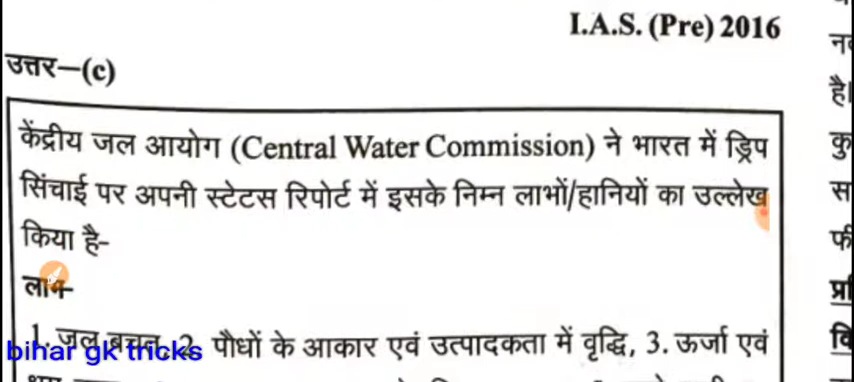 I.A.S. (Pre) 2016
उत्तर–(c)
केंद्रीय जल आयोग (Central Water Commission) ने भारत में ड्रिप
सिंचाई पर अपनी स्टेटस रिपोर्ट में इसके निम्न लाभों/हानियों का उल्लेख
किया है-
लाभ-
1. जल बचत, 2. पौधों के आकार एवं उत्पादकता में वृद्धि, 3. ऊर्जा एवं
bihar gk tricks